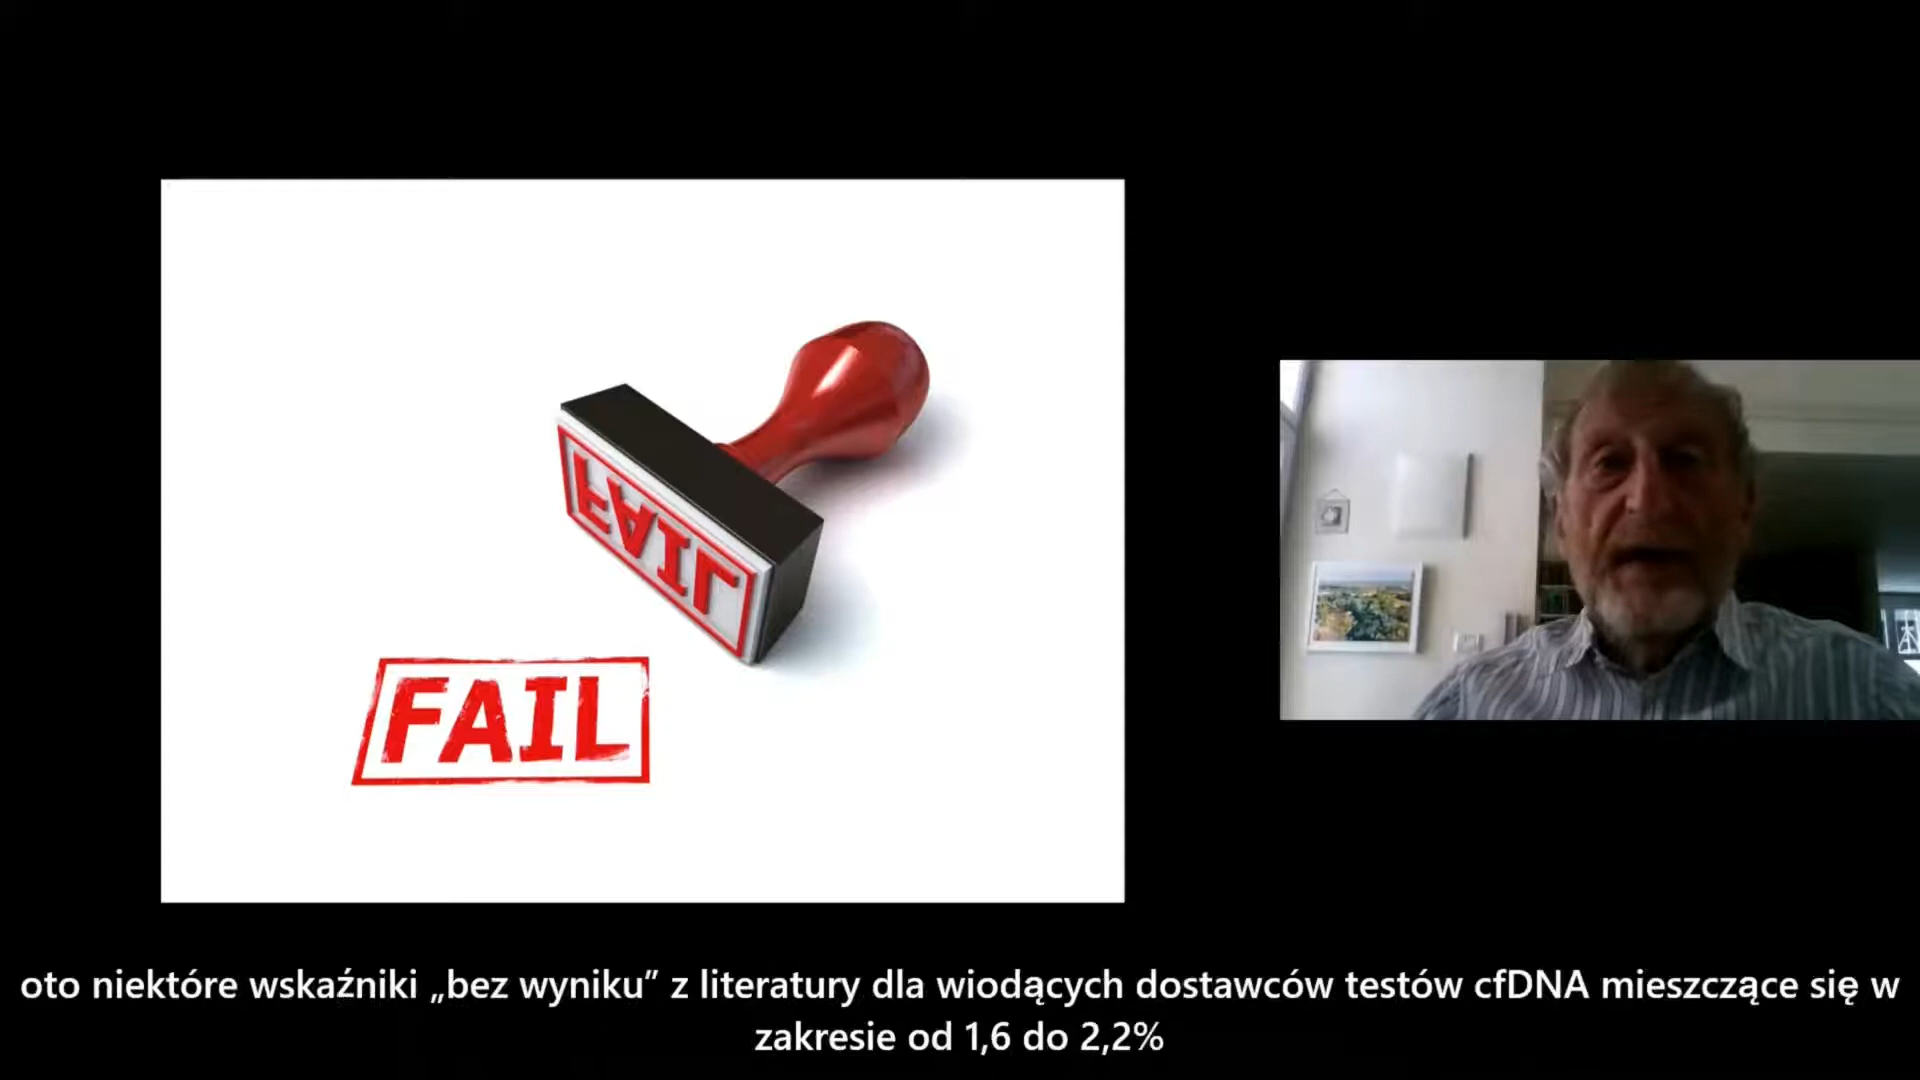 FAIL
FAIL
oto niektóre wskaźniki „bez wyniku” z literatury dla wiodących dostawców testów cfDNA mieszczące się w
zakresie od 1,6 do 2,2%